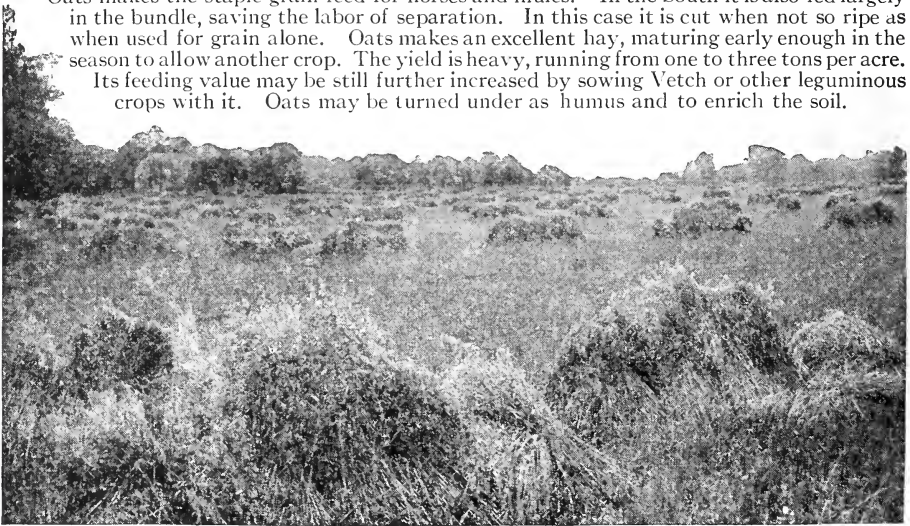 Oats makes the staple grain feed for horses and mules. In the South it is also fed largely
in the bundle, saving the labor of separation. In this case it is cut when not so ripe as
when used for grain alone. Oats makes an excellent hay, maturing early enough in the
season to allow another crop. The yield is heavy, running from one to three tons per acre.
Its feeding value may be still further increased by sowing Vetch or other leguminous
crops with it. Oats may be turned under as humus and to enrich the soil.